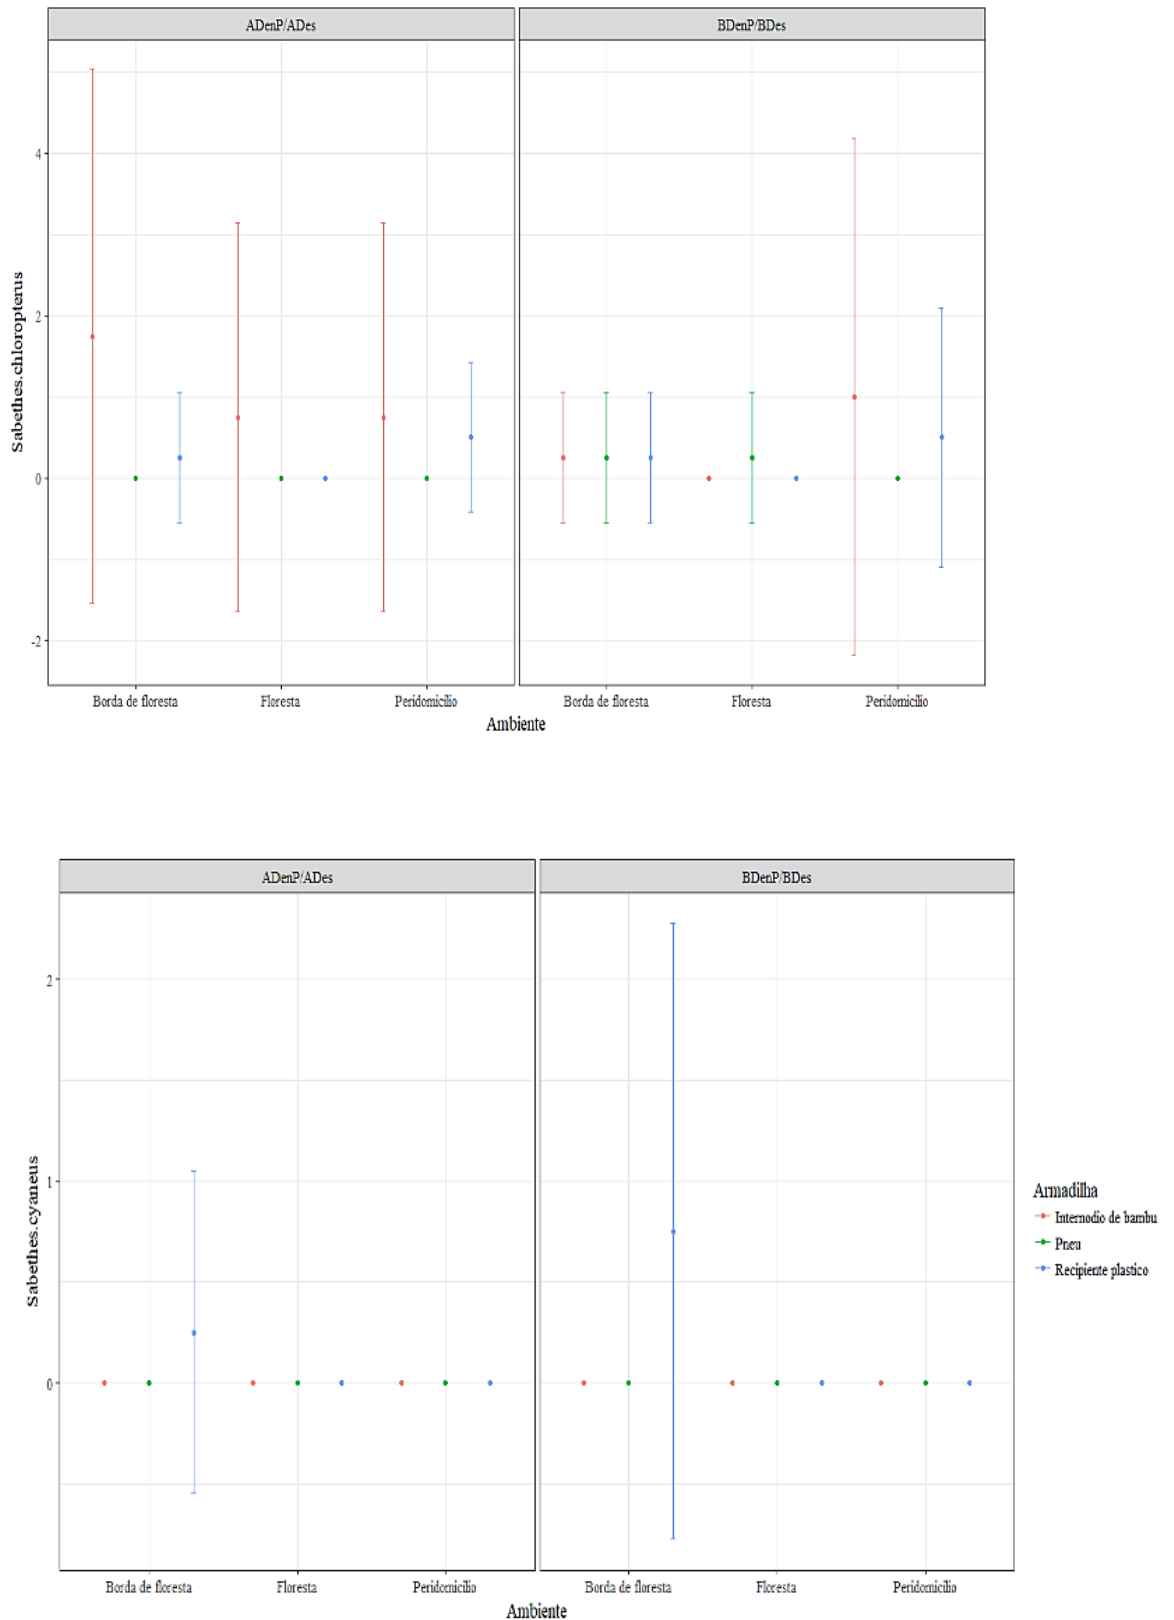 ADenP/ADes
BDenP/BDes
Sabethes.chloropterus
4
2
0
-2
Borda de floresta
Floresta
Peridomicilio
Borda de floresta
Floresta
Peridomicilio
Ambiente
ADenP/ADes
BDenP/BDes
Sabethes.cyaneus
2
1
0
Armadilha
Internodio de bambu
Pneu
Recipiente plastico
Borda de floresta
Floresta
Peridomicilio
Borda de floresta
Floresta
Peridomicilio
Ambiente